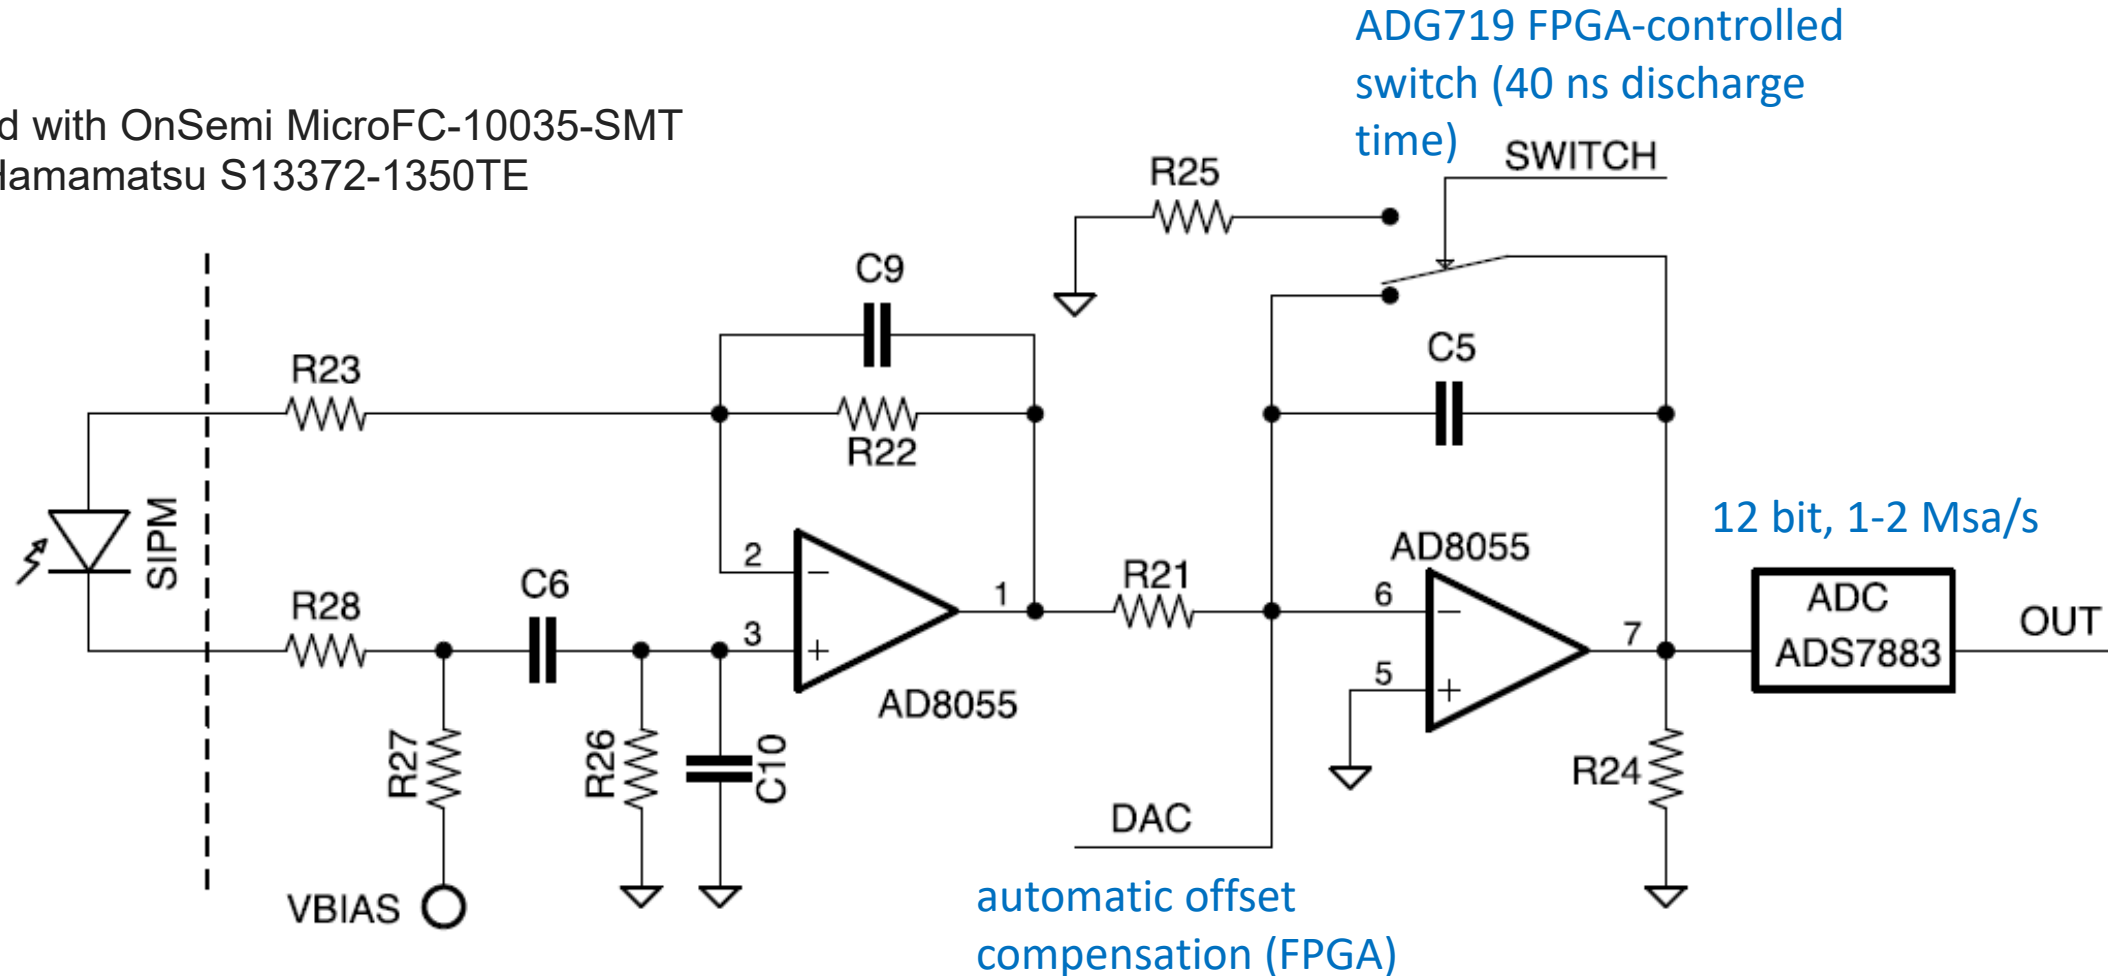 ADG719 FPGA-controlled
switch (40 ns discharge
time)
d with OnSemi MicroFC-10035-SMT
Hamamatsu S13372-1350TE
SWITCH
R25
C9
C5
R23
R22
SIPM
12 bit, 1-2 Msa/s
AD8055
C6
R28
2
−
1
R21
6
−
ADC
ADS7883
OUT
3
+
7
5
+
AD8055
R27
R26
C10
R24
DAC
VBIAS
automatic offset
compensation (FPGA)